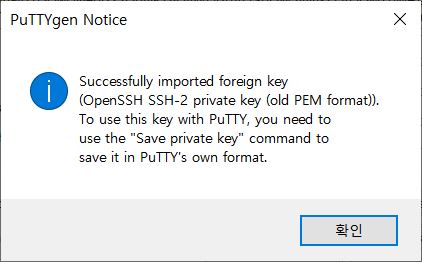 PuTTYgen Notice
Successfully imported foreign key
(OpenSSH SSH-2 private key (old PEM format)).
To use this key with PuTTY, you need to
use the "Save private key" command to
save it in PuTTY's own format.
확인